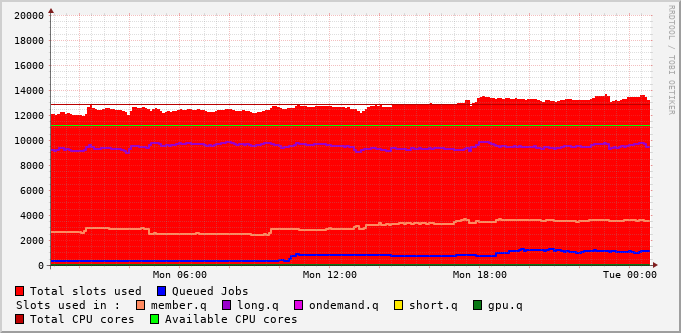 20000
18000
16000
14000
12000
10000
8000
6000
4000
2000
0
Mon 06:00 Mon 12:00 Mon 18:00 Tue 00:00
RRDTOOL / TOBI OETIKER
Total slots used Queued Jobs
Slots used in : member.q long.q ondemand.q short.q gpu.q
Total CPU cores Available CPU cores